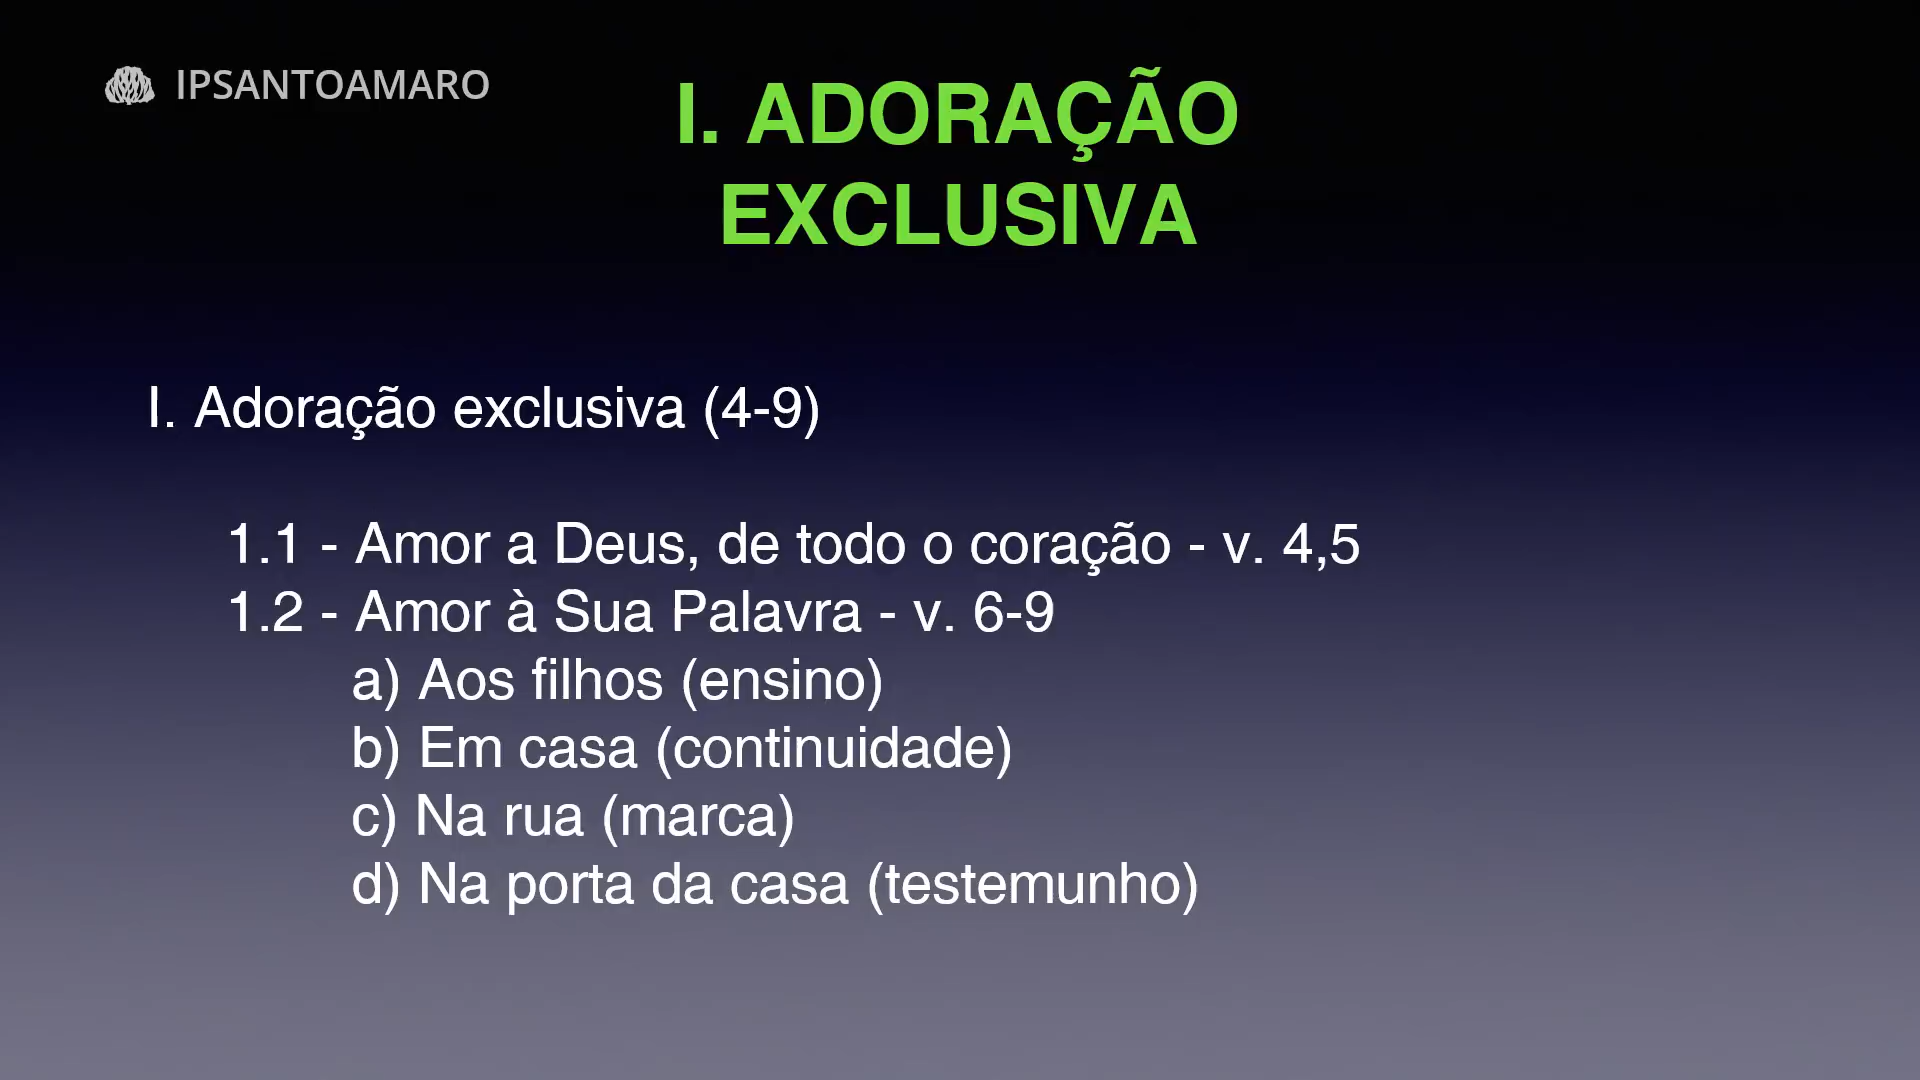 IPSANTOAMARO
I. ADORAÇÃO
EXCLUSIVA
I. Adoração exclusiva (4-9)
1.1 - Amor a Deus, de todo o coração - v. 4,5
1.2 - Amor à Sua Palavra - v. 6-9
a) Aos filhos (ensino)
b) Em casa (continuidade)
c) Na rua (marca)
d) Na porta da casa (testemunho)